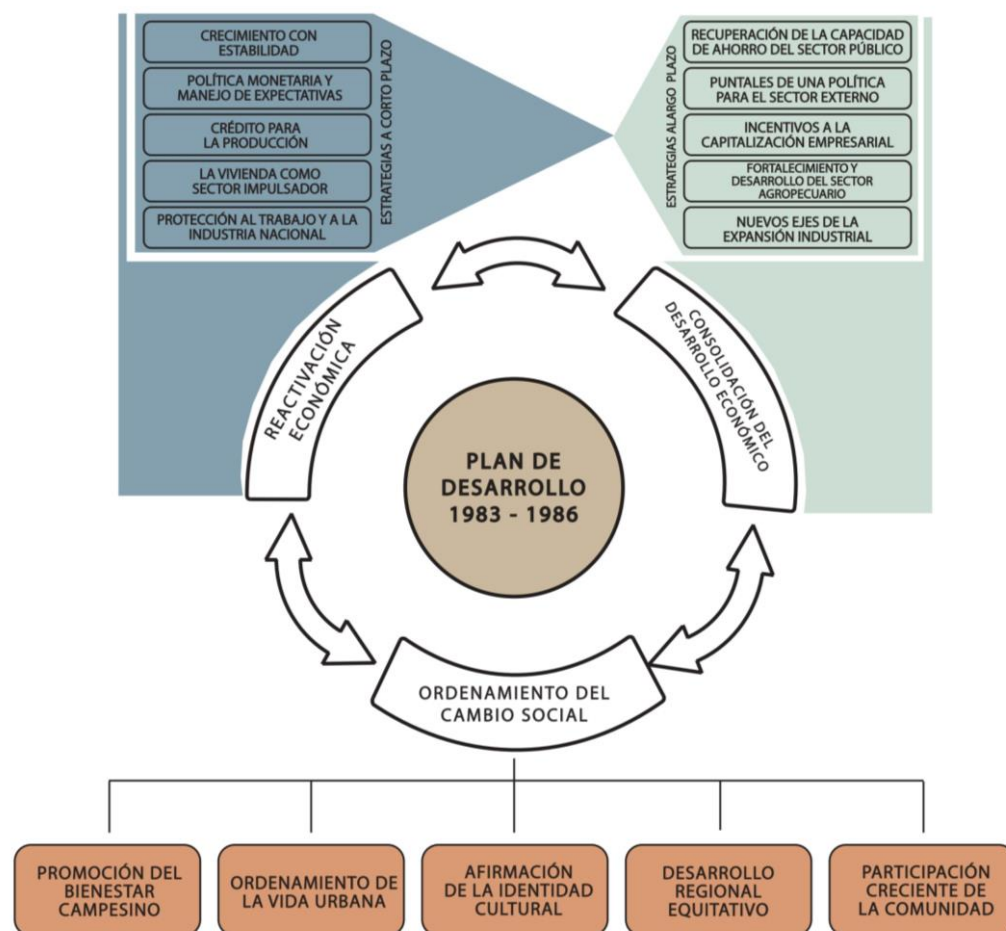 CRECIMIENTO CON
ESTABILIDAD
POLÍTICA MONETARIA Y
MANEJO DE EXPECTATIVAS
CRÉDITO PARA
LA PRODUCCIÓN
LA VIVIENDA COMO
SECTOR IMPULSADOR
PROTECCIÓN AL TRABAJO Y A LA
INDUSTRIA NACIONAL
ESTRATEGIAS A CORTO PLAZO
ESTRATEGIAS ALARGO PLAZO
RECUPERACIÓN DE LA CAPACIDAD
DE AHORRO DEL SECTOR PÚBLICO
PUNTALES DE UNA POLÍTICA
PARA EL SECTOR EXTERNO
INCENTIVOS A LA
CAPITALIZACIÓN EMPRESARIAL
FORTALECIMIENTO Y
DESARROLLO DEL SECTOR
AGROPECUARIO
NUEVOS EJES DE LA
EXPANSIÓN INDUSTRIAL
REACTIVACIÓN
ECONÓMICA
CONSOLIDACIÓN DEL
DESARROLLO ECONÓMICO
PLAN DE
DESARROLLO
1983 - 1986
ORDENAMIENTO DEL
CAMBIO SOCIAL
PROMOCIÓN DEL
BIENESTAR
CAMPESINO
ORDENAMIENTO DE
LA VIDA URBANA
AFIRMACIÓN
DE LA IDENTIDAD
CULTURAL
DESARROLLO
REGIONAL
EQUITATIVO
PARTICIPACIÓN
CRECIENTE DE
LA COMUNIDAD